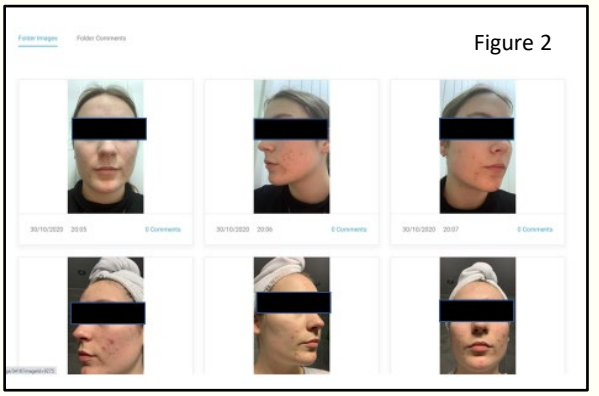 Folder Images Folder Comments
Figure 2
30/10/2020 20:05 0 Comments
30/10/2020 20:06 0 Comments
30/10/2020 20:07 0 Comments